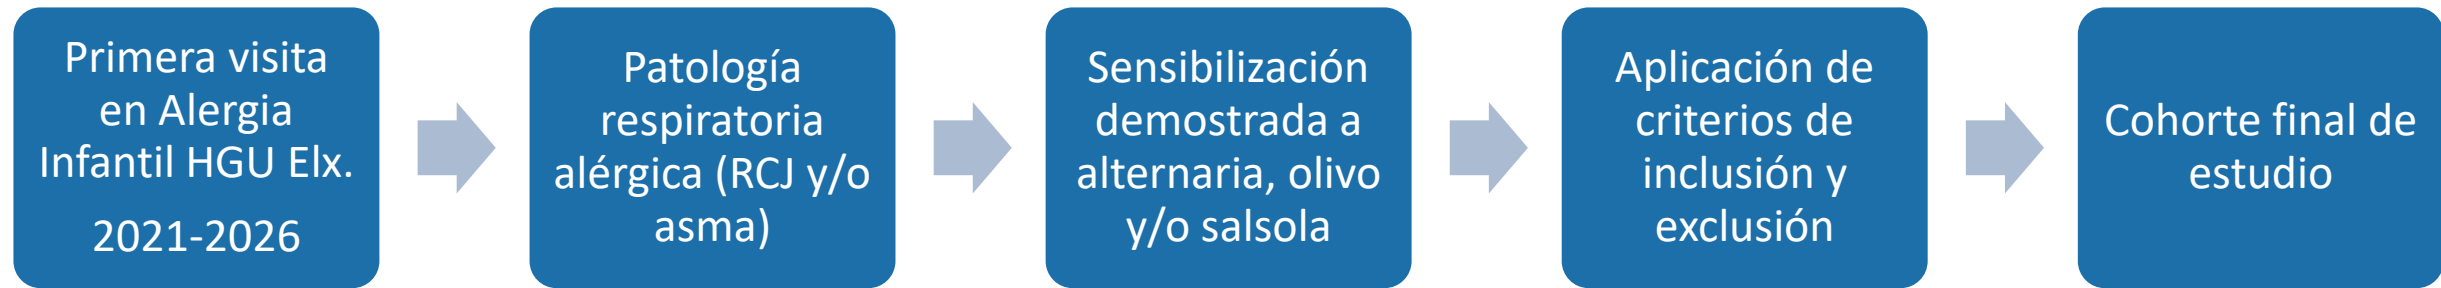 Primera visita
en Alergia
Infantil HGU Elx.
2021-2026
Patología
respiratoria
alérgica (RCJ y/o
asma)
Sensibilización
demostrada a
alternaria, olivo
y/o salsola
Aplicación de
criterios de
inclusión y
exclusión
Cohorte final de
estudio